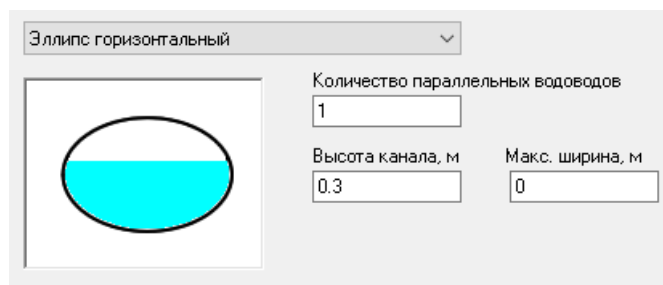 Эллипс горизонтальный
Количество параллельных водоводов
1
Высота канала, м Макс. ширина, м
0.3 0